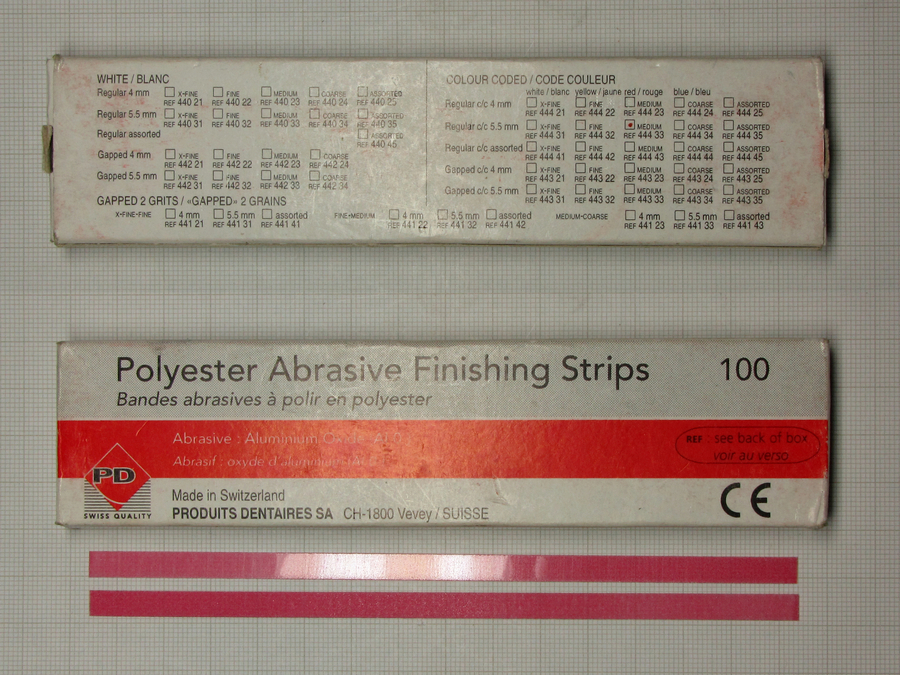 WHITE / BLANC
Regular 4 mm ☐ X-FINE REF 440 21 ☐ FINE REF 440 22 ☐ MEDIUM REF 440 23 ☐ COARSE REF 440 24 ☐ ASSORTED REF 440 25
Regular 5.5 mm ☐ X-FINE REF 440 31 ☐ FINE REF 440 32 ☐ MEDIUM REF 440 33 ☐ COARSE REF 440 34 ☐ ASSORTED REF 440 35
Regular assorted ☐ ASSORTED REF 440 45
Gapped 4 mm ☐ X-FINE REF 442 21 ☐ FINE REF 442 22 ☐ MEDIUM REF 442 23 ☐ COARSE REF 442 24
Gapped 5.5 mm ☐ X-FINE REF 442 31 ☐ FINE REF 442 32 ☐ MEDIUM REF 442 33 ☐ COARSE REF 442 34
GAPPED 2 GRITS / «GAPPED» 2 GRAINS
X-FINE-FINE ☐ 4 mm REF 441 21 ☐ 5.5 mm REF 441 31 ☐ assorted REF 441 41 FINE-MEDIUM ☐ 4 mm REF 441 22 ☐ 5.5 mm REF 441 32 ☐ assorted REF 441 42 MEDIUM-COARSE ☐ 4 mm REF 441 23 ☐ 5.5 mm REF 441 33 ☐ assorted REF 441 43
COLOUR CODED / CODE COULEUR
white / blanc yellow / jaune red / rouge blue / bleu
Regular c/c 4 mm ☐ X-FINE REF 444 21 ☐ FINE REF 444 22 ☐ MEDIUM REF 444 23 ☐ COARSE REF 444 24 ☐ ASSORTED REF 444 25
Regular c/c 5.5 mm ☐ X-FINE REF 444 31 ☐ FINE REF 444 32 ☐ MEDIUM REF 444 33 ☐ COARSE REF 444 34 ☐ ASSORTED REF 444 35
Regular c/c assorted ☐ X-FINE REF 444 41 ☐ FINE REF 444 42 ☐ MEDIUM REF 444 43 ☐ COARSE REF 444 44 ☐ ASSORTED REF 444 45
Gapped c/c 4 mm ☐ X-FINE REF 443 21 ☐ FINE REF 443 22 ☐ MEDIUM REF 443 23 ☐ COARSE REF 443 24 ☐ ASSORTED REF 443 25
Gapped c/c 5.5 mm ☐ X-FINE REF 443 31 ☐ FINE REF 443 32 ☐ MEDIUM REF 443 33 ☐ COARSE REF 443 34 ☐ ASSORTED REF 443 35
Polyester Abrasive Finishing Strips 100
Bandes abrasives à polir en polyester
Abrasive : Aluminium Oxide
Abrasif : oxyde d'aluminium
REF : see back of box
voir au verso
PD
SWISS QUALITY
Made in Switzerland
PRODUITS DENTAIRES SA CH-1800 Vevey / SUISSE
CE